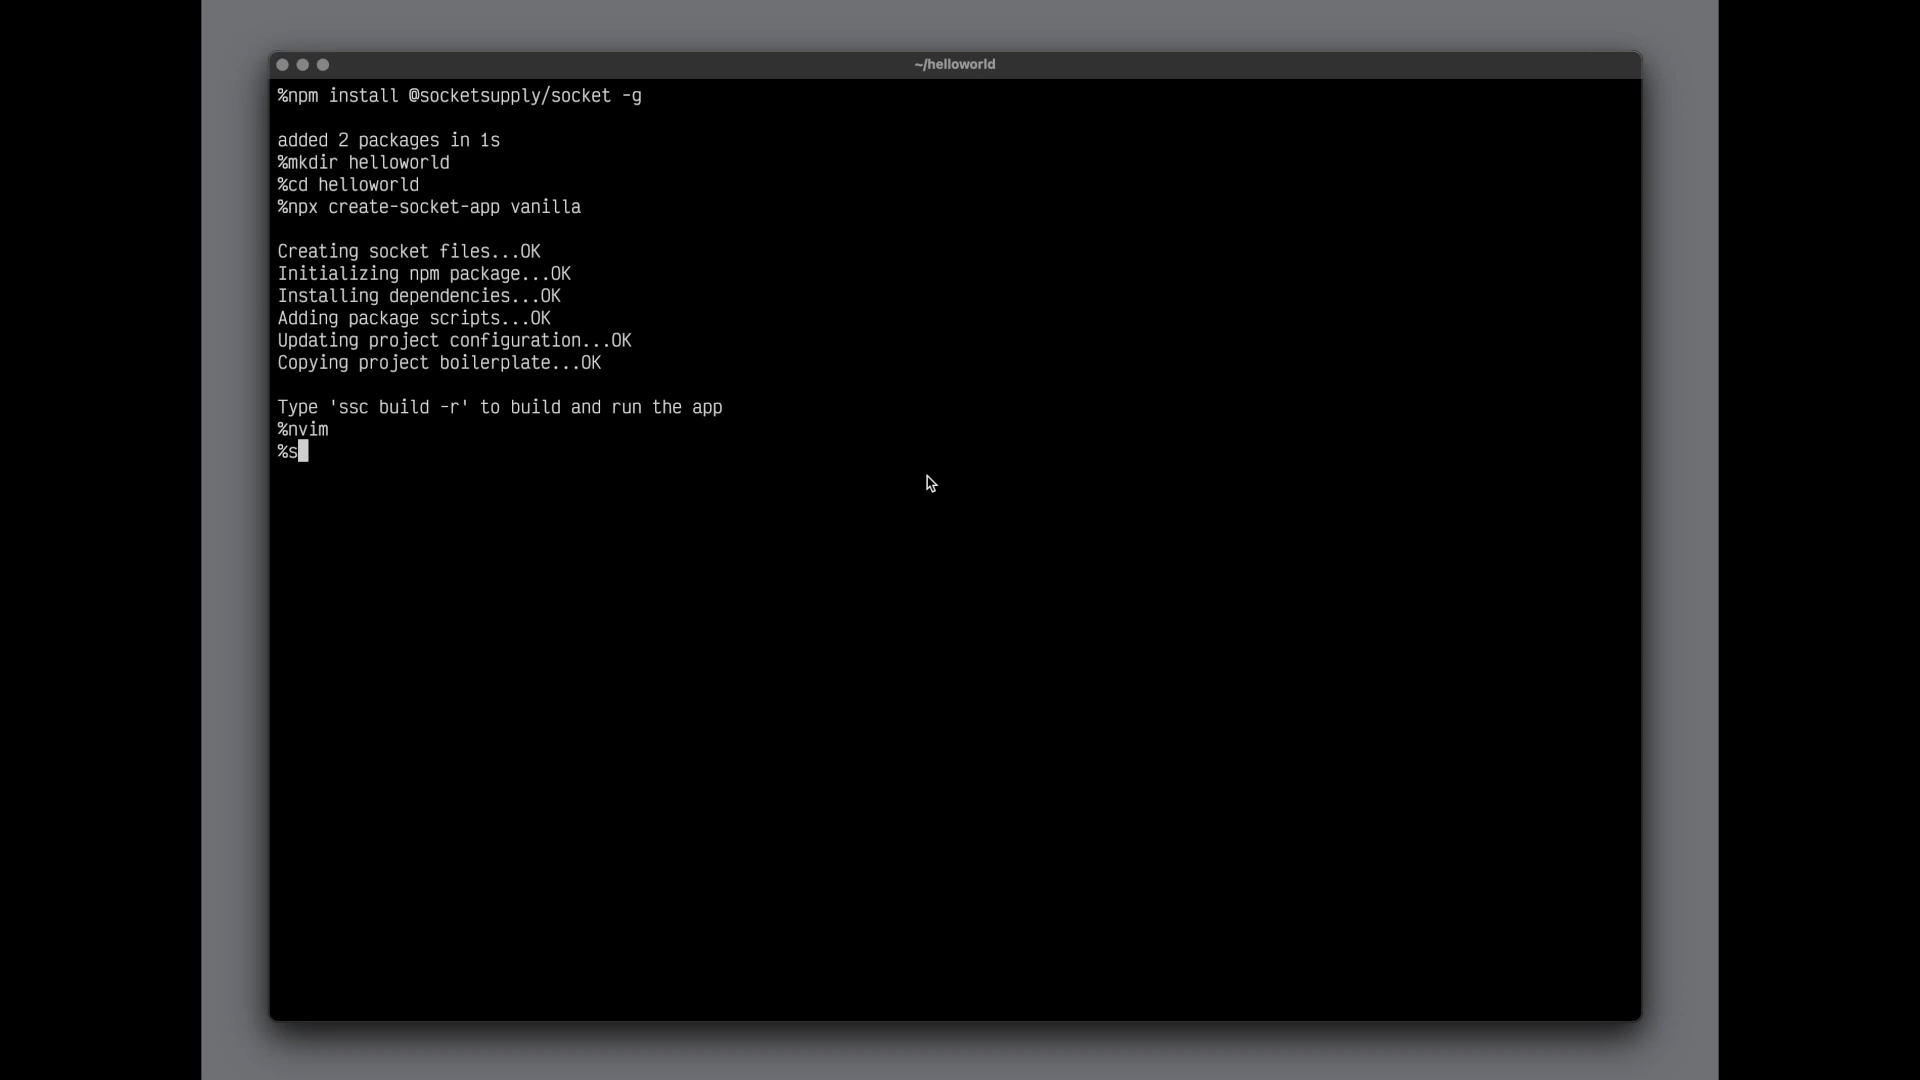 ~/helloworld
%npm install @socketsupply/socket -g
added 2 packages in 1s
%mkdir helloworld
%cd helloworld
%npx create-socket-app vanilla
Creating socket files...OK
Initializing npm package...OK
Installing dependencies...OK
Adding package scripts...OK
Updating project configuration...OK
Copying project boilerplate...OK
Type 'ssc build -r' to build and run the app
%nvim
%s